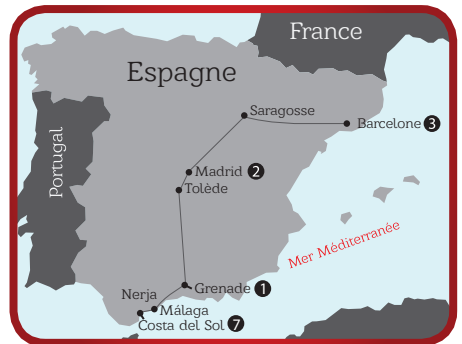 France
Espagne
Saragosse
Barcelone 3
Portugal
Madrid 2
Tolède
Mer Méditerranée
Grenade 1
Nerja
Málaga
Costa del Sol 7